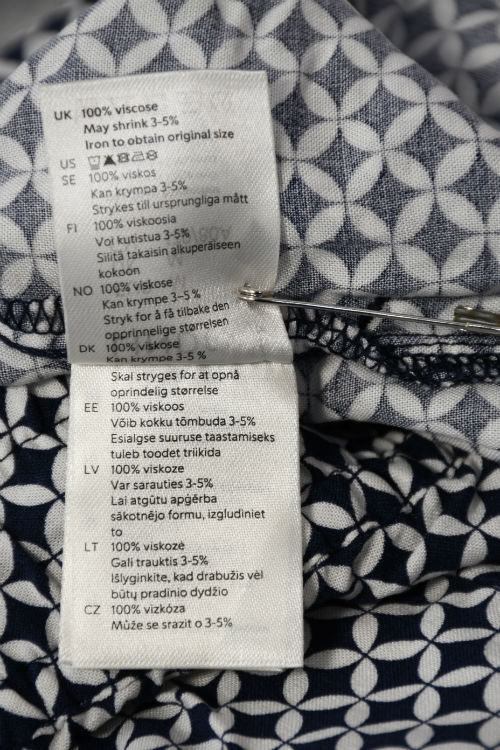 UK 100% viscose
May shrink 3-5%
Iron to obtain original size
US
SE 100% viskos
Kan krympa 3-5%
Strykes till ursprungliga mått
FI 100% viskoosia
Voi kutistua 3-5%
Silitä takaisin alkuperäiseen
kokoon
NO 100% viskose
Kan krympe 3-5%
Stryk for å få tilbake den
opprinnelige størrelsen
DK 100% viskose
Kan krympe 3-5 %
Skal stryges for at opnå
oprindelig størrelse
EE 100% viskoos
Võib kokku tõmbuda 3-5%
Esialgse suuruse taastamiseks
tuleb toodet triikida
LV 100% viskoze
Var sarauties 3-5%
Lai atgūtu apģērba
sākotnējo formu, izgludiniet
to
LT 100% viskozė
Gali trauktis 3-5%
Išlyginkite, kad drabužis vėl
būtų pradinio dydžio
CZ 100% vizkóza
Může se srazit o 3-5%